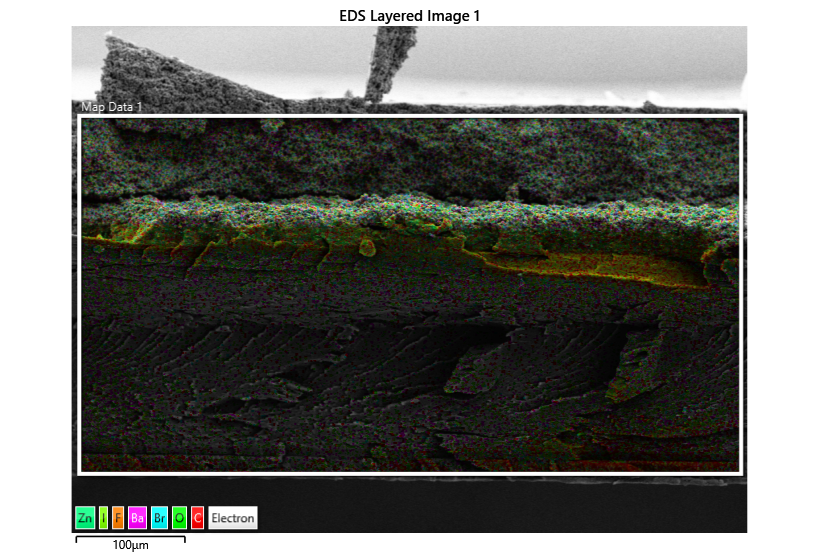 EDS Layered Image 1
Map Data 1
Zn I F Ba Br O C Electron
100µm